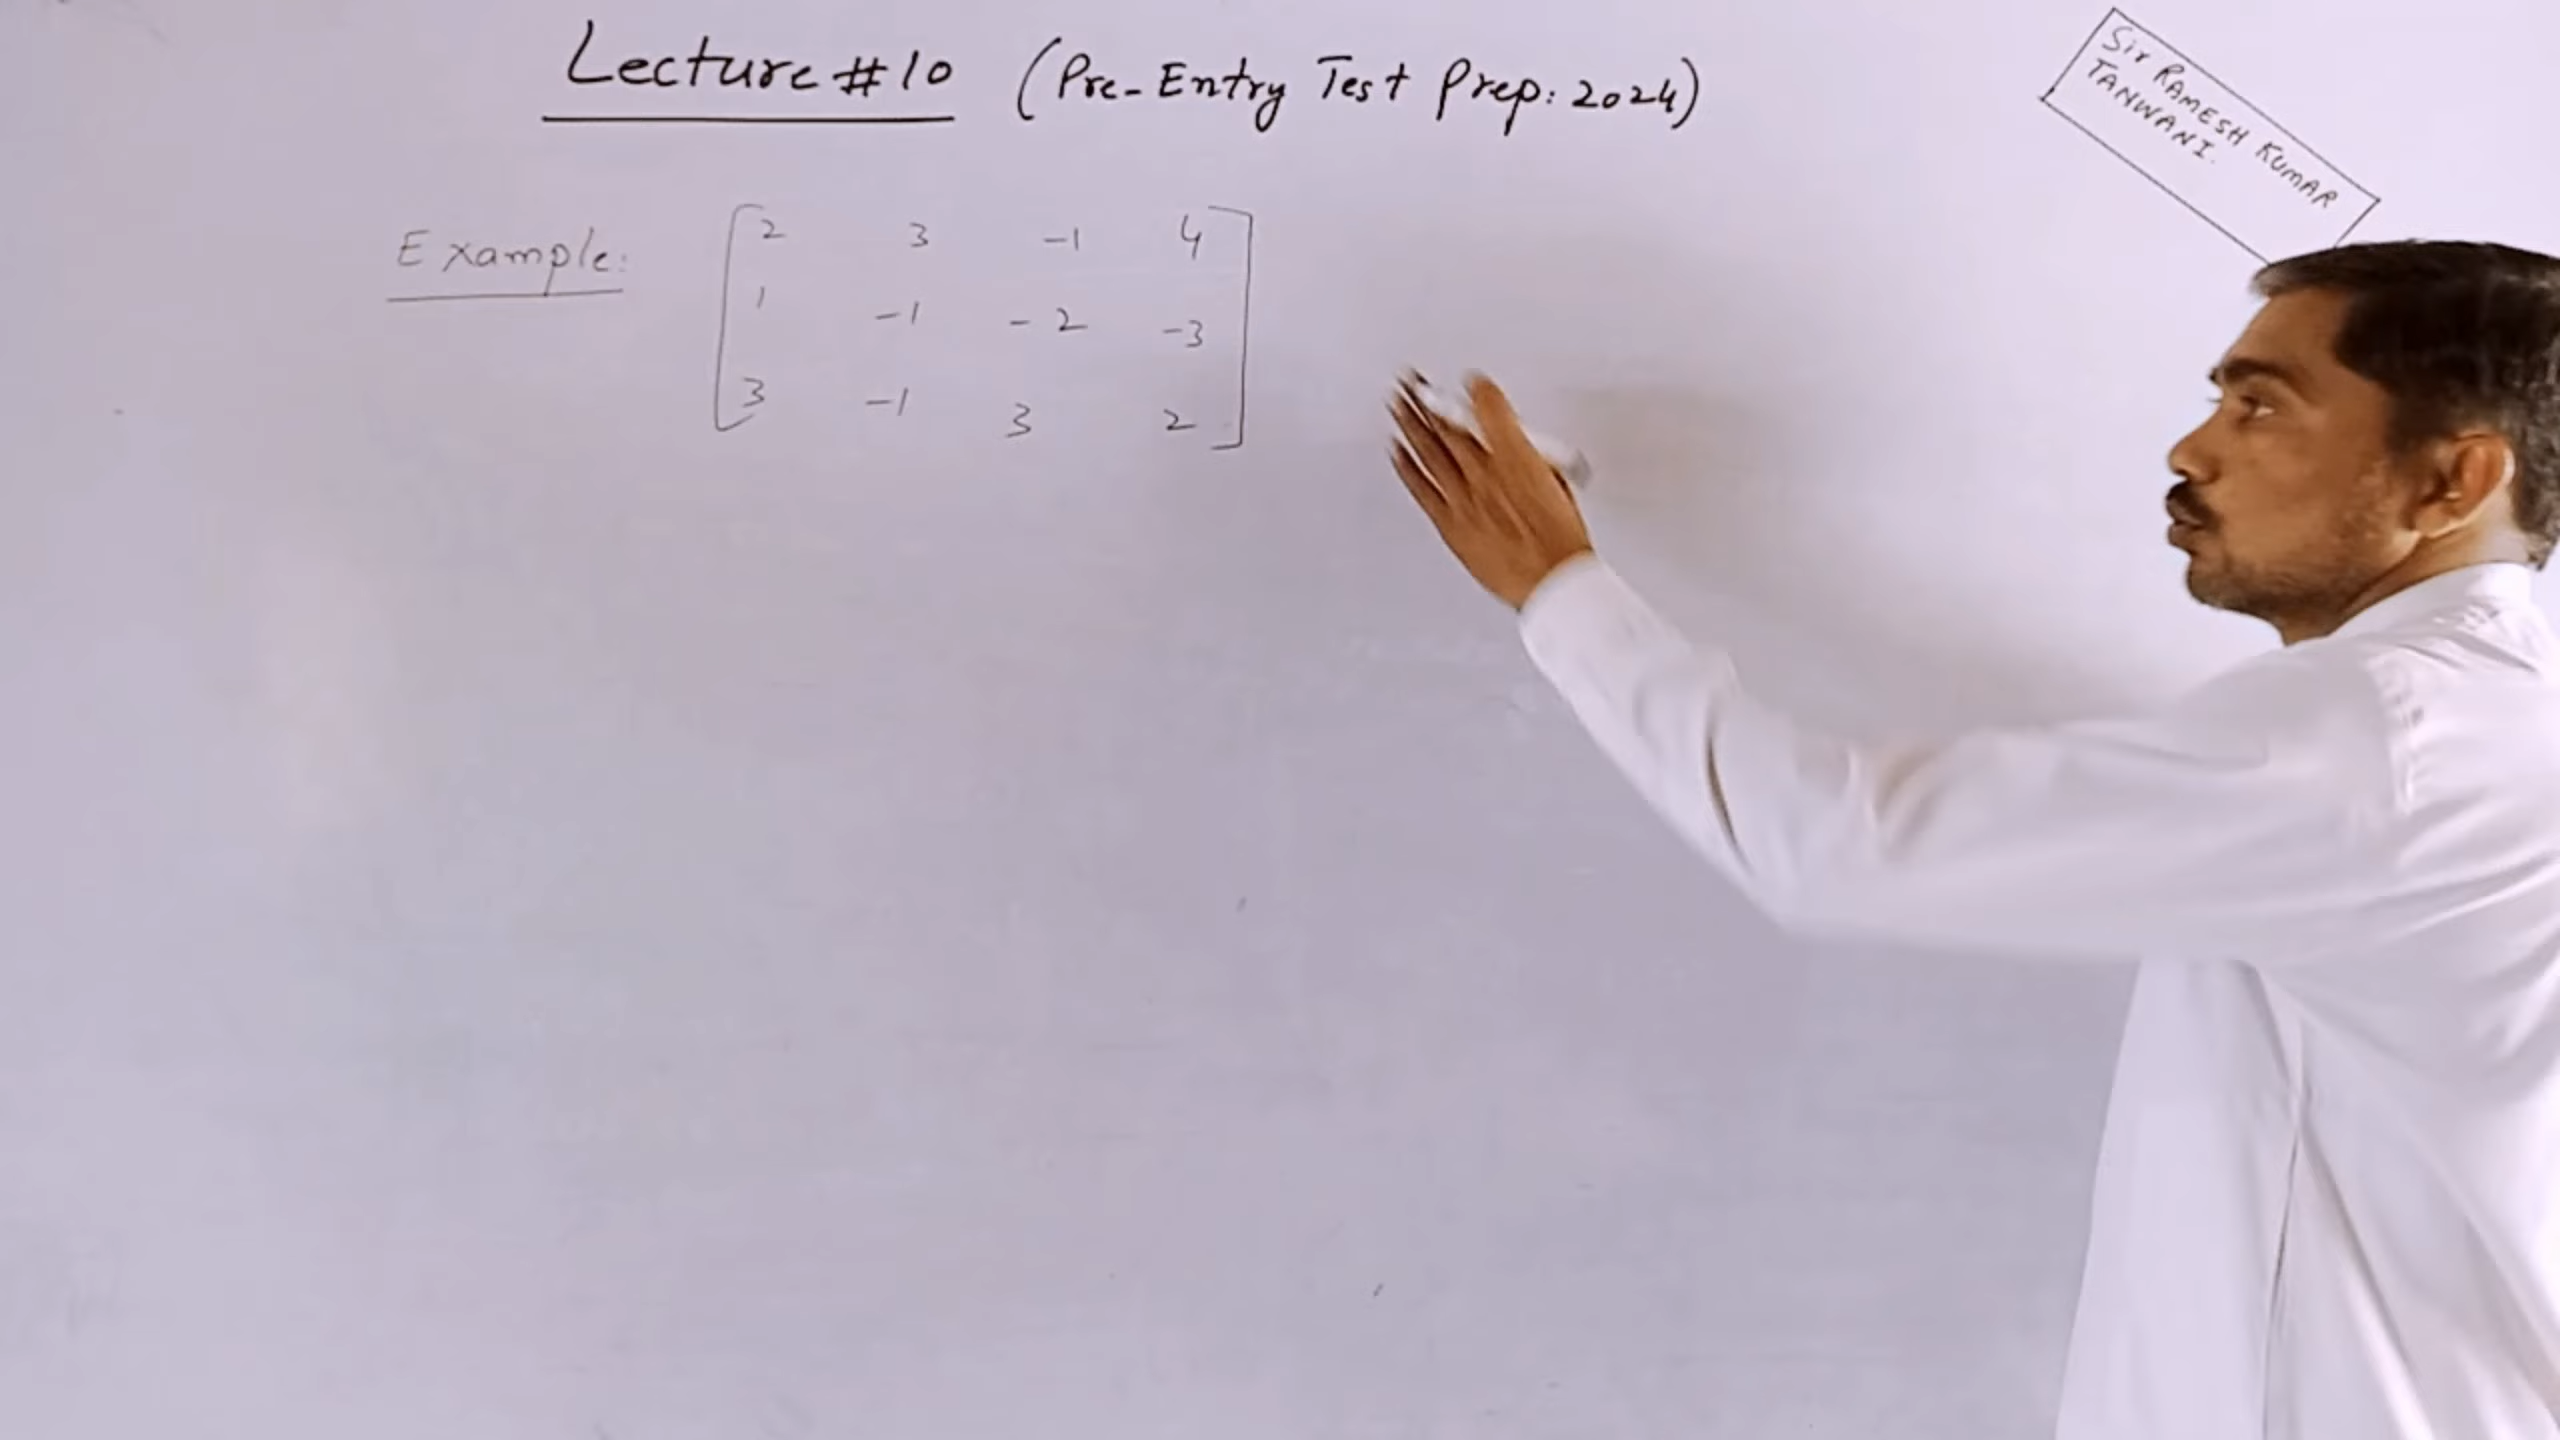 Lecture #10 (Pre-Entry Test Prep: 2024)
Sir RAMESH KUMAR
TANWANI.
Example:
2 3 -1 4
1 -1 -2 -3
3 -1 3 2